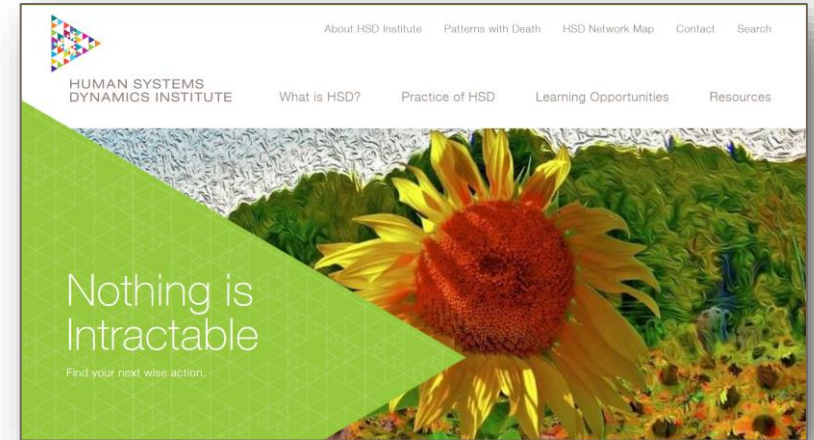 About HSD Institute Patterns with Death HSD Network Map Contact Search
HUMAN SYSTEMS
DYNAMICS INSTITUTE
What is HSD? Practice of HSD Learning Opportunities Resources
Nothing is
Intractable
Find your next wise action.